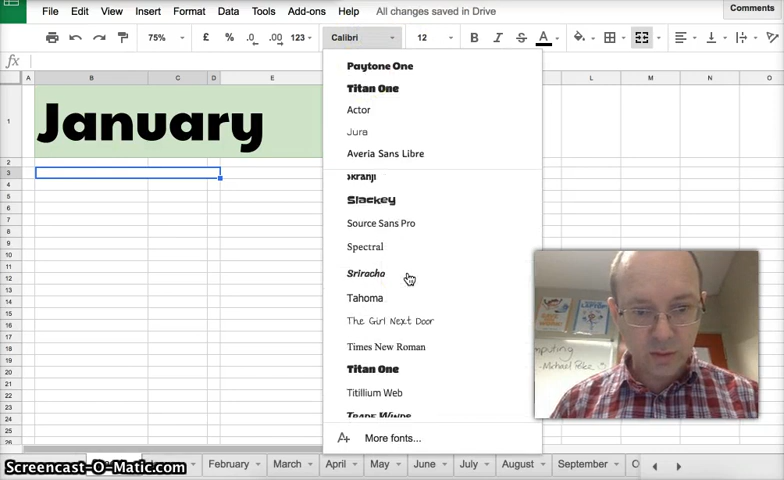 File Edit View Insert Format Data Tools Add-ons Help All changes saved in Drive Comments
75% £ % .0 .00 123 Calibri 12 B I S A
fx
A B C D E L M N O
1 January
2
3
4
5
6
7
8
9
10
11
12
13
14
15
16
17
18
19
20
21
22
23
24
25
26
Paytone One
Titan One
Actor
Jura
Averia Sans Libre
Skranji
Slackey
Source Sans Pro
Spectral
Sriracha
Tahoma
The Girl Next Door
Times New Roman
Titan One
Titillium Web
Trade Winds
More fonts...
computing
February March April May June July August September O
Screencast-O-Matic.com